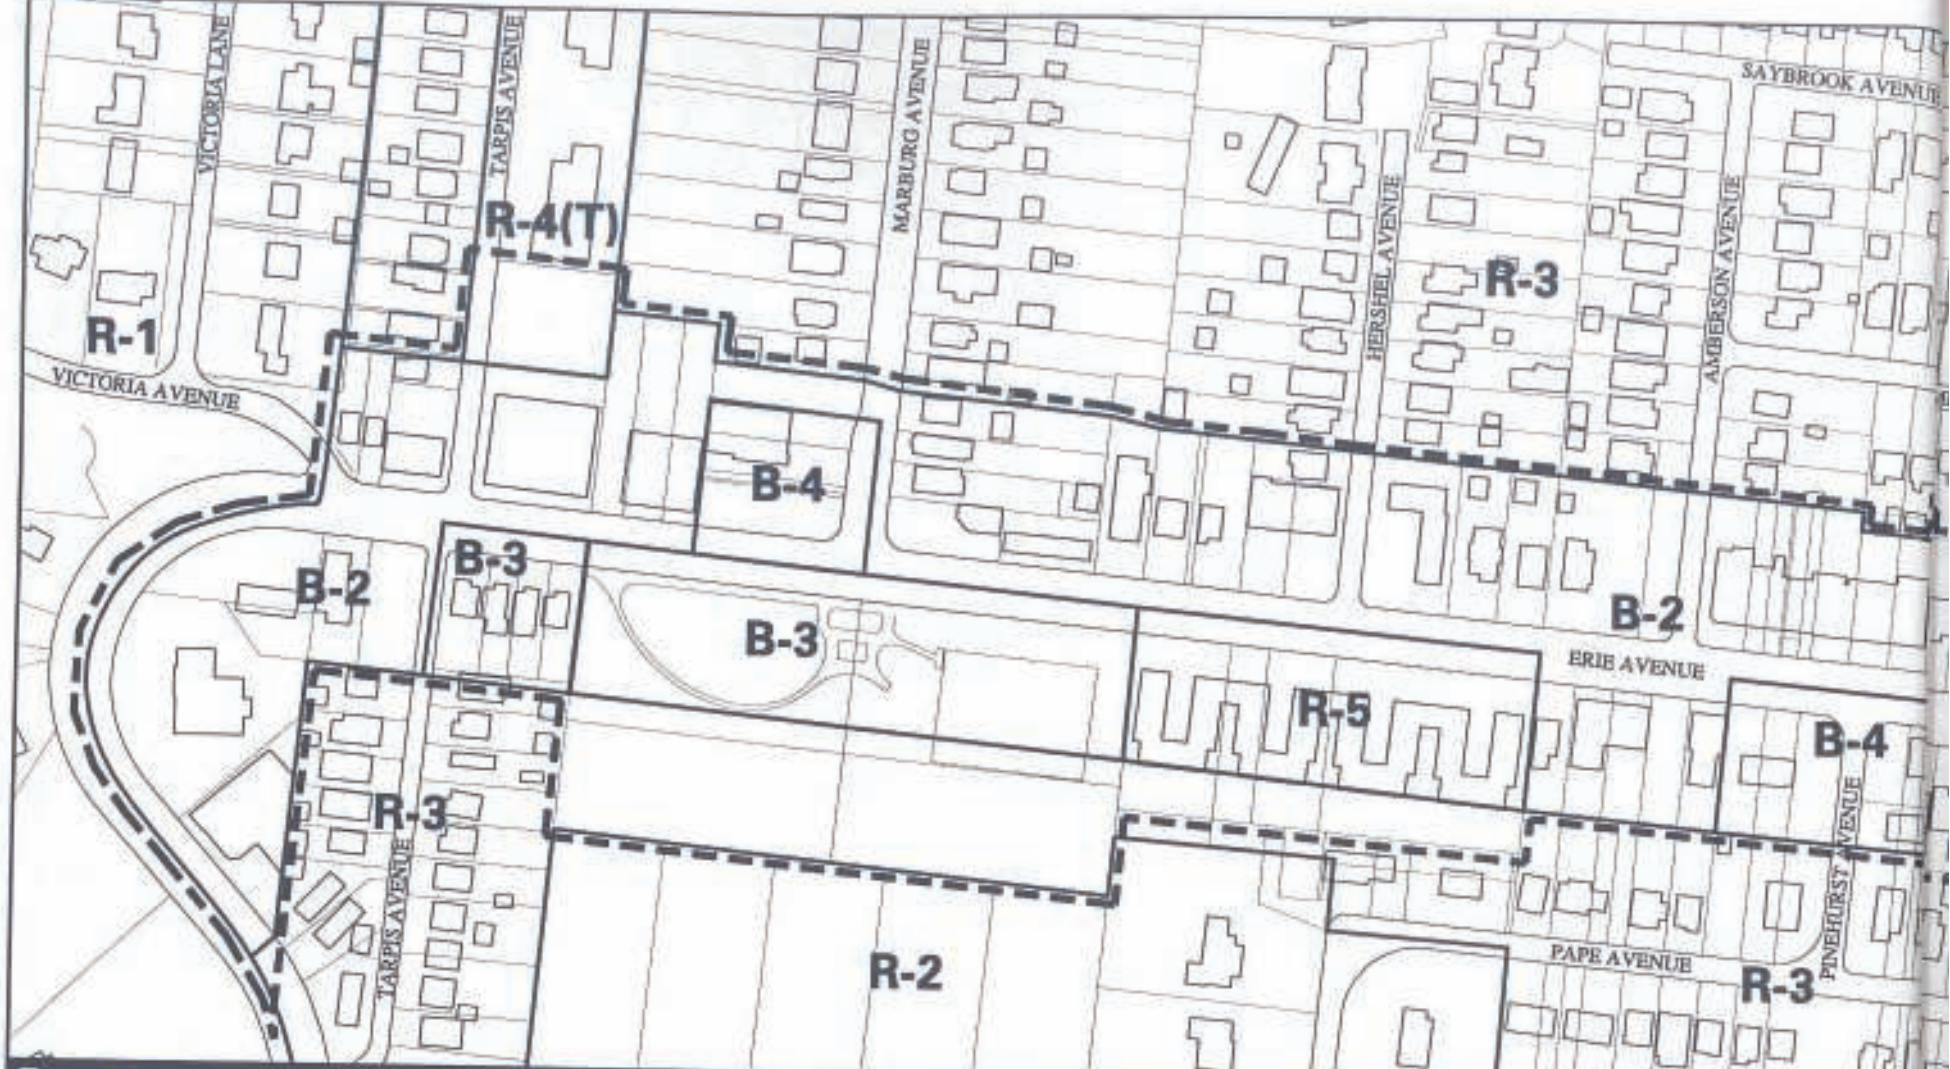 SAYBROOK AVENUE
VICTORIA LANE
TARPIS AVENUE
MARBURG AVENUE
HERSHEL AVENUE
AMBERSON AVENUE
R-4(T)
R-3
R-1
VICTORIA AVENUE
B-4
B-3
B-2
B-3
B-2
ERIE AVENUE
R-5
B-4
R-3
TARPIS AVENUE
PINEHURST AVENUE
R-2
PAPE AVENUE
R-3